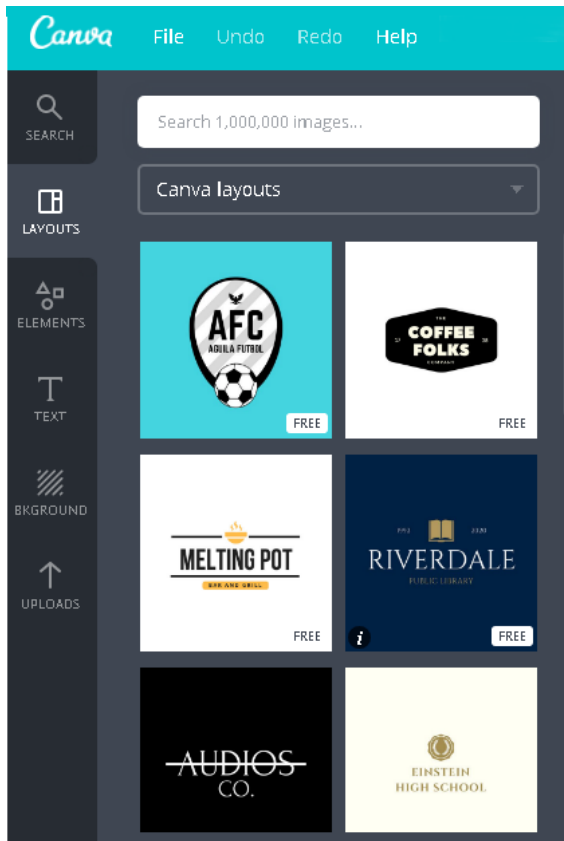 Canva File Undo Redo Help
SEARCH
Search 1,000,000 images...
LAYOUTS
Canva layouts
ELEMENTS
TEXT
BKGROUND
UPLOADS
AFC
AGUILA FUTBOL
FREE
THE
COFFEE
FOLKS
COMPANY
FREE
MELTING POT
BAR AND GRILL
FREE
RIVERDALE
PUBLIC LIBRARY
i
FREE
AUDIOS
CO.
EINSTEIN
HIGH SCHOOL